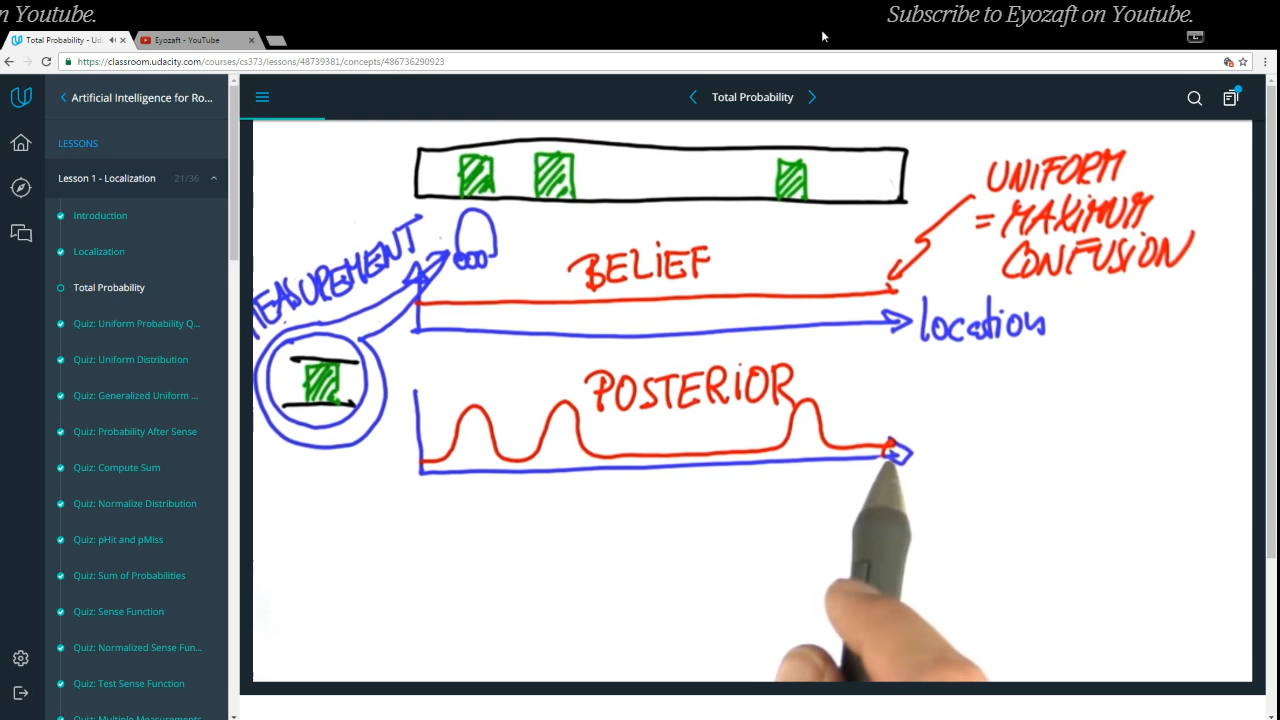 n Youtube.
Subscribe to Eyozaft on Youtube.
Total Probability - Ud
Eyozaft - YouTube
https://classroom.udacity.com/courses/cs373/lessons/48739381/concepts/486736290923
Artificial Intelligence for Ro...
Total Probability
LESSONS
Lesson 1 - Localization
21/36
Introduction
Localization
Total Probability
Quiz: Uniform Probability Q...
Quiz: Uniform Distribution
Quiz: Generalized Uniform ...
Quiz: Probability After Sense
Quiz: Compute Sum
Quiz: Normalize Distribution
Quiz: pHit and pMiss
Quiz: Sum of Probabilities
Quiz: Sense Function
Quiz: Normalized Sense Fun...
Quiz: Test Sense Function
Quiz: Multiple Measurements
UNIFORM
= MAXIMUM
CONFUSION
MEASUREMENT
BELIEF
location
POSTERIOR